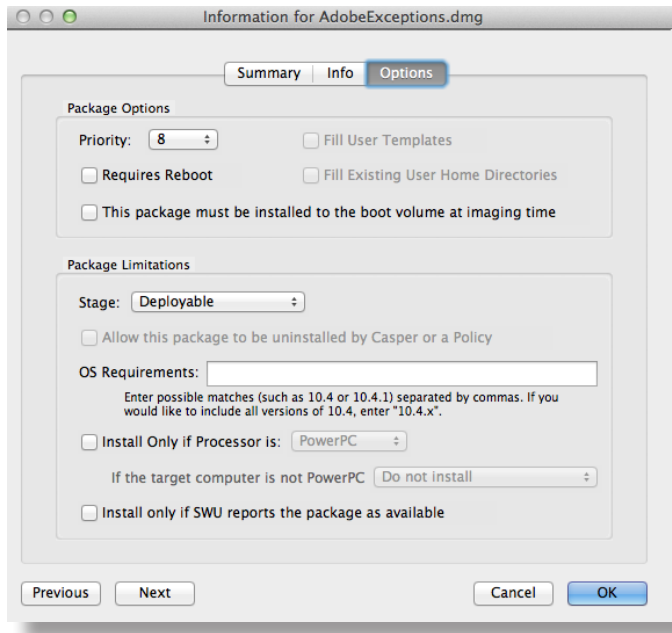 Information for AdobeExceptions.dmg
Summary Info Options
Package Options
Priority: 8 Fill User Templates
Requires Reboot Fill Existing User Home Directories
This package must be installed to the boot volume at imaging time
Package Limitations
Stage: Deployable
Allow this package to be uninstalled by Casper or a Policy
OS Requirements:
Enter possible matches (such as 10.4 or 10.4.1) separated by commas. If you
would like to include all versions of 10.4, enter "10.4.x".
Install Only if Processor is: PowerPC
If the target computer is not PowerPC Do not install
Install only if SWU reports the package as available
Previous Next Cancel OK